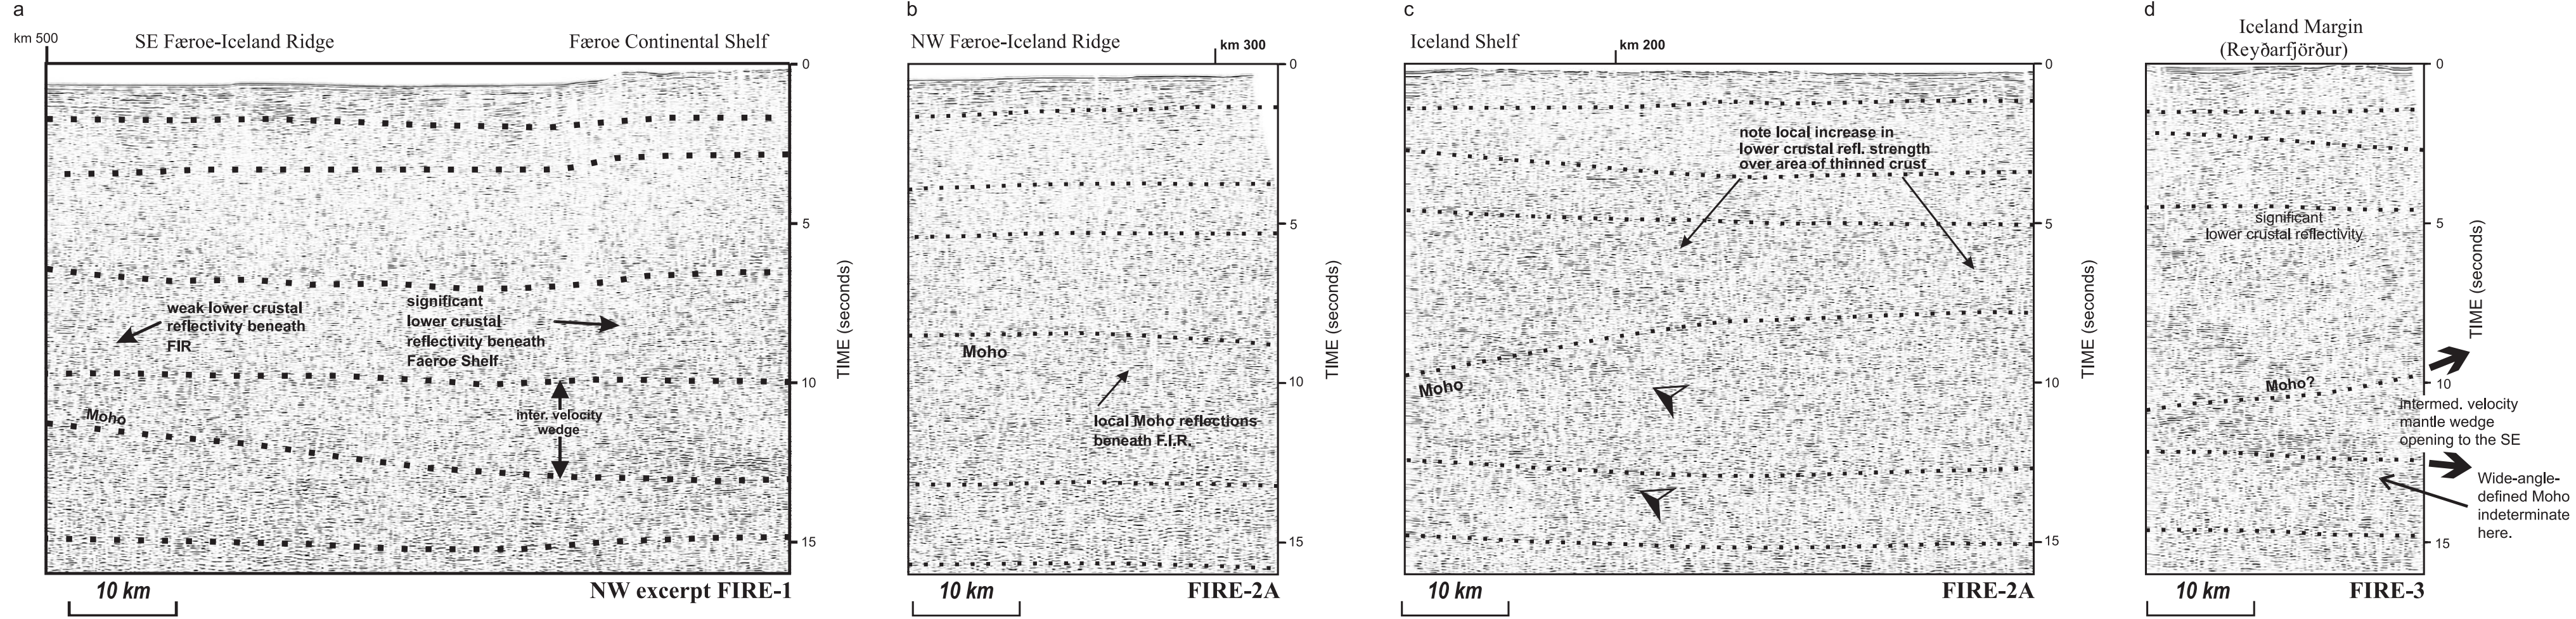 a
km 500
SE Færoe-Iceland Ridge
Færoe Continental Shelf
0
5
10
15
TIME (seconds)
weak lower crustal
reflectivity beneath
FIR
significant
lower crustal
reflectivity beneath
Faeroe Shelf
Moho
inter. velocity
wedge
10 km
NW excerpt FIRE-1
b
NW Færoe-Iceland Ridge
km 300
0
5
10
15
TIME (seconds)
Moho
local Moho reflections
beneath F.I.R.
10 km
FIRE-2A
c
Iceland Shelf
km 200
0
5
10
15
TIME (seconds)
note local increase in
lower crustal refl. strength
over area of thinned crust
Moho
10 km
FIRE-2A
d
Iceland Margin
(Reyðarfjörður)
0
5
10
15
TIME (seconds)
significant
lower crustal reflectivity
Moho?
intermed. velocity
mantle wedge
opening to the SE
Wide-angle-
defined Moho
indeterminate
here.
10 km
FIRE-3